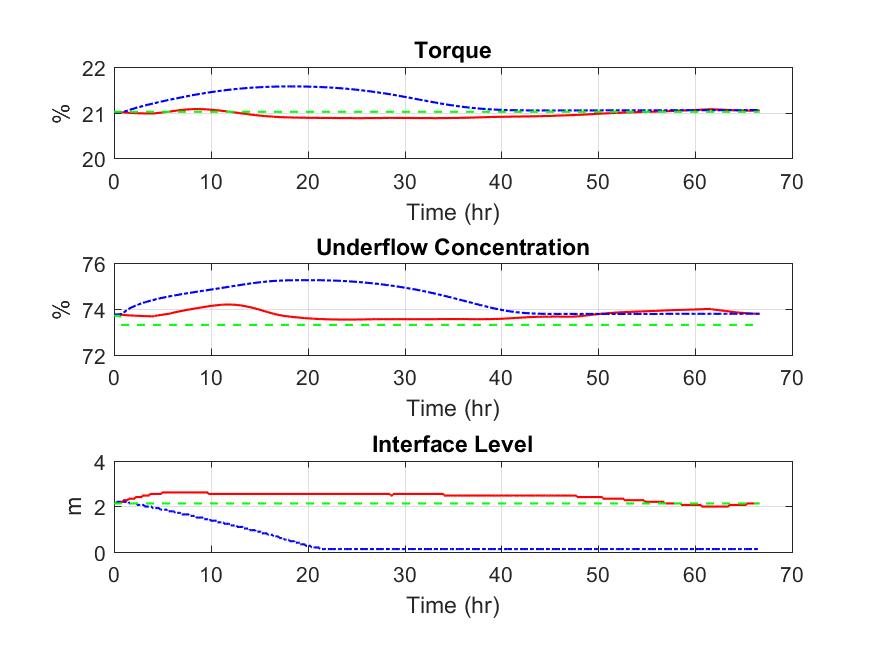 Torque
22
21
20
%
0 10 20 30 40 50 60 70
Time (hr)
Underflow Concentration
76
74
72
%
0 10 20 30 40 50 60 70
Time (hr)
Interface Level
4
2
0
m
0 10 20 30 40 50 60 70
Time (hr)